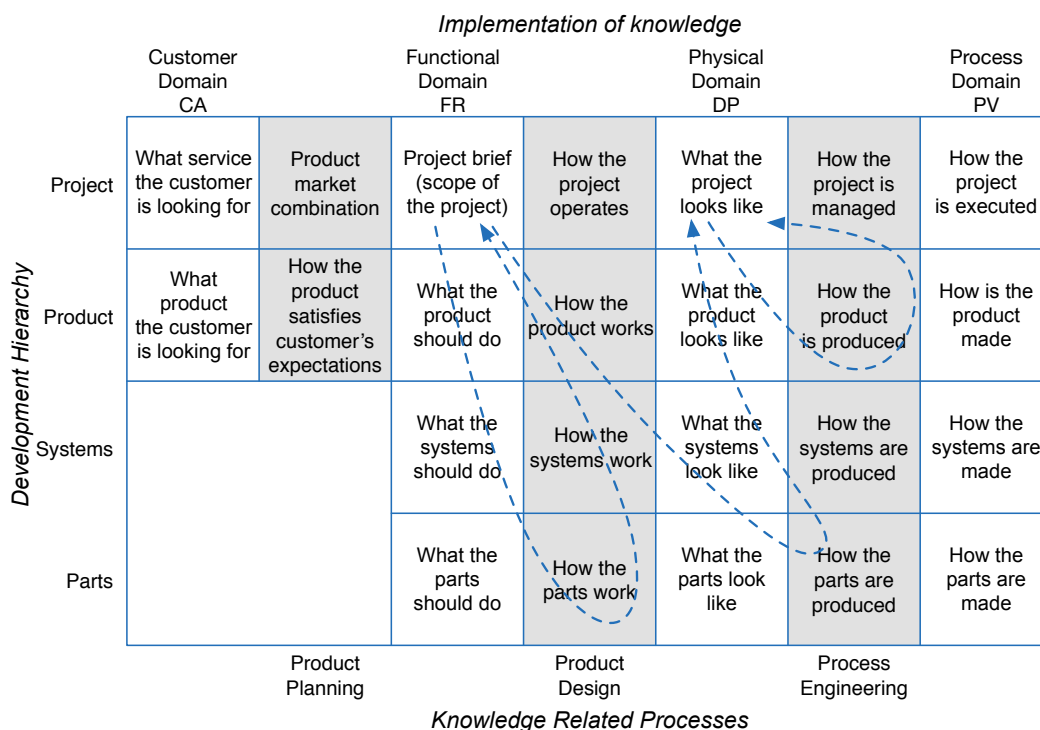 Implementation of knowledge
Customer
Domain
CA
Functional
Domain
FR
Physical
Domain
DP
Process
Domain
PV
Development Hierarchy
Project
What service
the customer
is looking for
Product
market
combination
Project brief
(scope of
the project)
How the
project
operates
What the
project
looks like
How the
project is
managed
How the
project
is executed
Product
What
product
the customer
is looking for
How the
product
satisfies
customer's
expectations
What the
product
should do
How the
product works
What the
product
looks like
How the
product
is produced
How is the
product
made
Systems
What the
systems
should do
How the
systems work
What the
systems
look like
How the
systems are
produced
How the
systems are
made
Parts
What the
parts
should do
How the
parts work
What the
parts look
like
How the
parts are
produced
How the
parts are
made
Product
Planning
Product
Design
Process
Engineering
Knowledge Related Processes